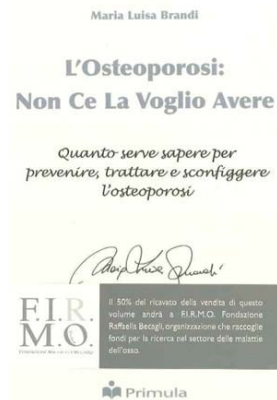 Maria Luisa Brandi
L'Osteoporosi:
Non Ce La Voglio Avere
Quanto serve sapere per
prevenire, trattare e sconfiggere
l'osteoporosi
F.I.R.
M.O.
Il 50% del ricavato della vendita di questo
volume andrà a F.I.R.M.O. Fondazione
Raffaella Becagli, organizzazione che raccoglie
fondi per la ricerca nel settore delle malattie
dell'osso.
Primula